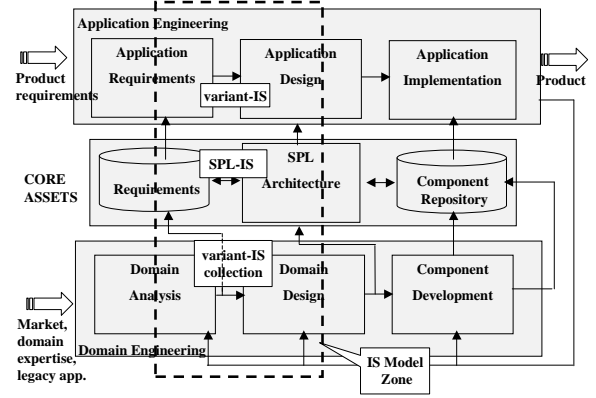 Application Engineering
Application
Requirements
Application
Design
Application
Implementation
Product
requirements
Product
variant-IS
CORE
ASSETS
Requirements
SPL-IS
SPL
Architecture
Component
Repository
variant-IS
collection
Domain
Analysis
Domain
Design
Component
Development
Market,
domain
expertise,
legacy app.
Domain Engineering
IS Model
Zone